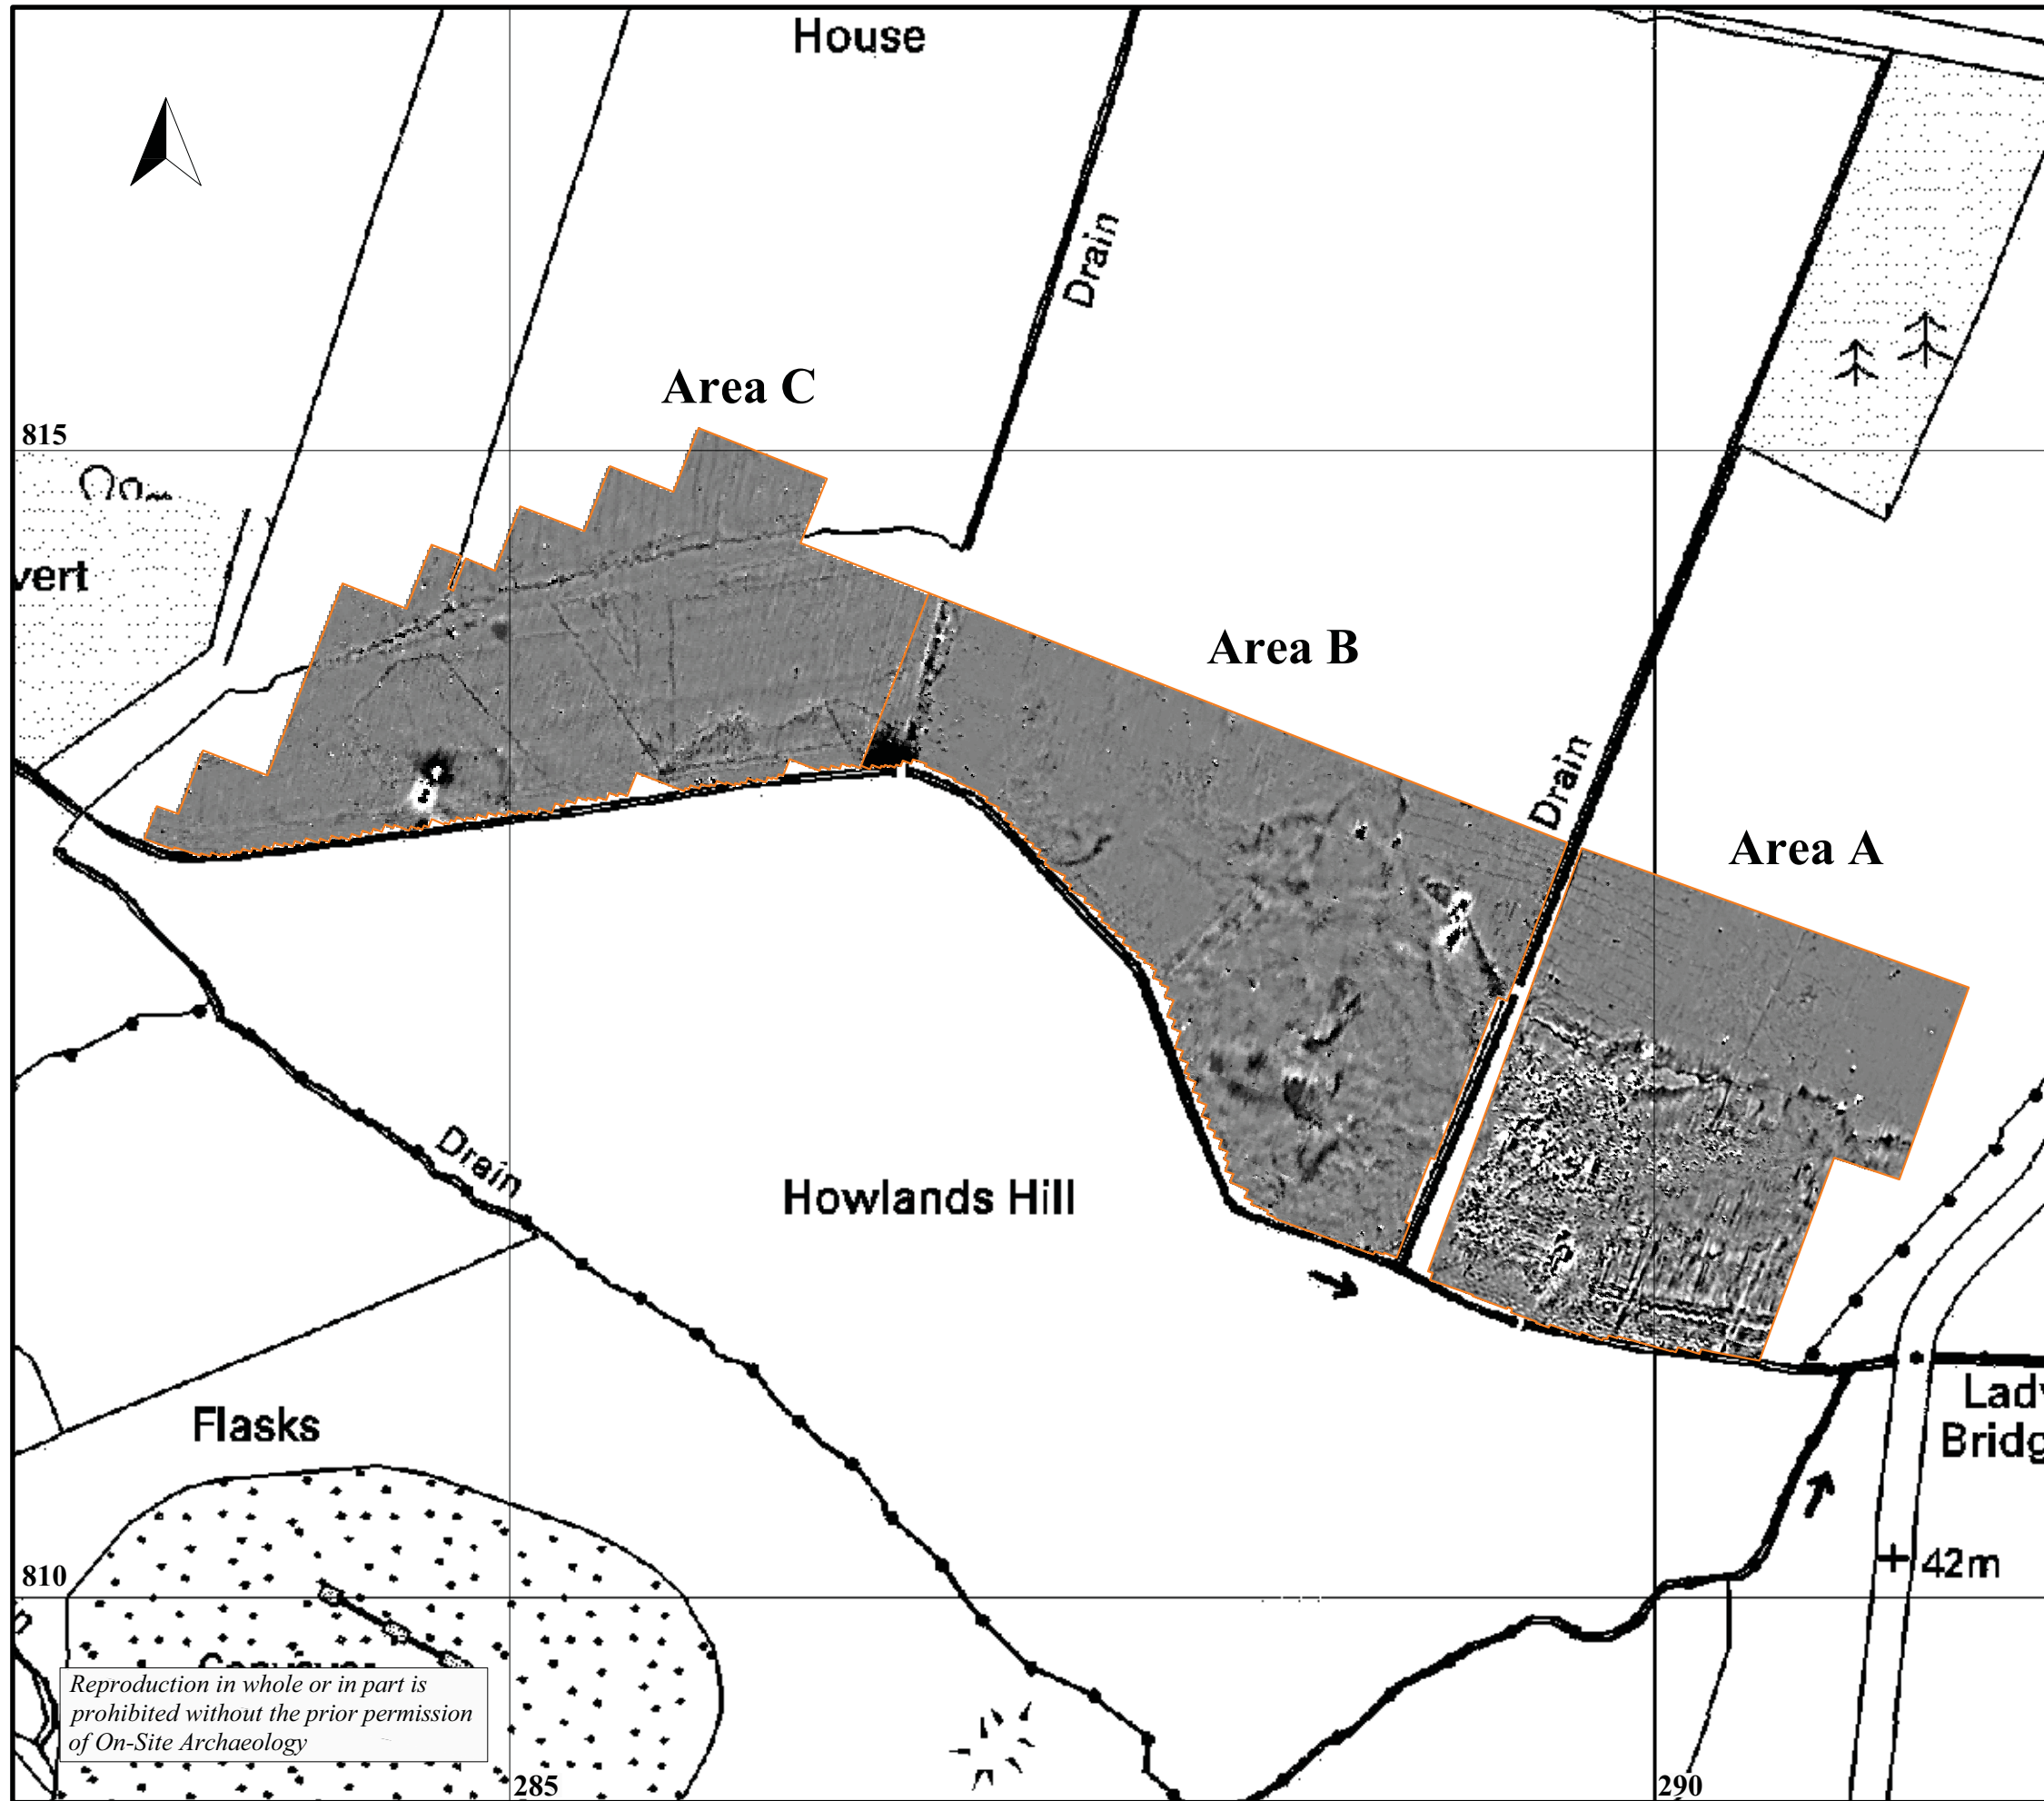 House
Drain
Area C
815
vert
Area B
Drain
Area A
Drain
Howlands Hill
Flasks
Bridg
810
42m
Reproduction in whole or in part is
prohibited without the prior permission
of On-Site Archaeology
285
290